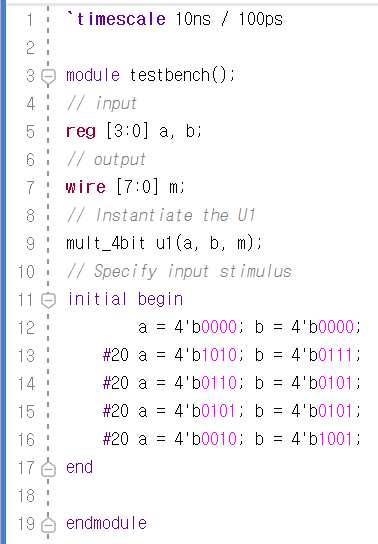 1 `timescale 10ns / 100ps
2
3 module testbench();
4 // input
5 reg [3:0] a, b;
6 // output
7 wire [7:0] m;
8 // Instantiate the U1
9 mult_4bit u1(a, b, m);
10 // Specify input stimulus
11 initial begin
12 a = 4'b0000; b = 4'b0000;
13 #20 a = 4'b1010; b = 4'b0111;
14 #20 a = 4'b0110; b = 4'b0101;
15 #20 a = 4'b0101; b = 4'b0101;
16 #20 a = 4'b0010; b = 4'b1001;
17 end
18
19 endmodule